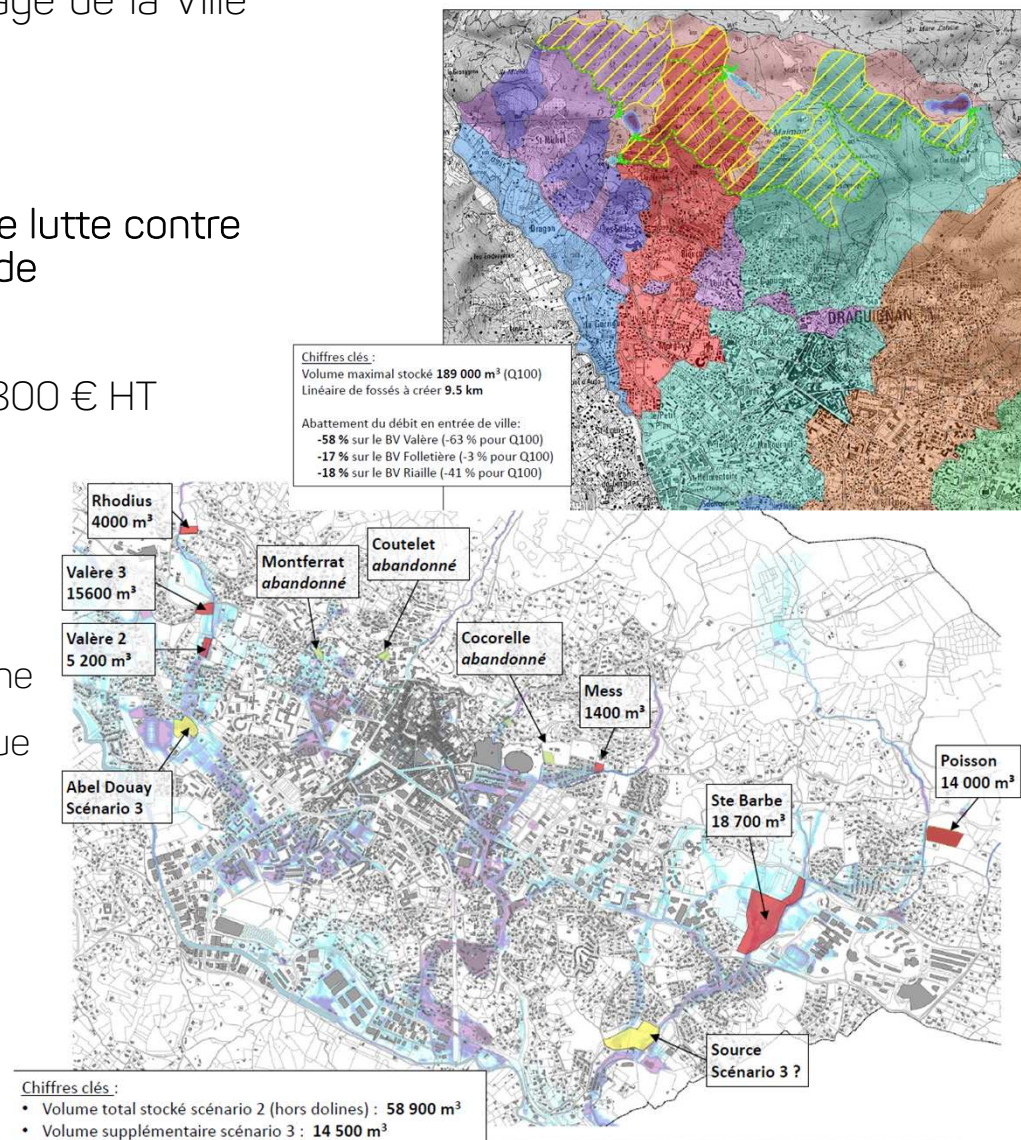 age de la Ville
e lutte contre
de
800 € HT
ne
ue
DRAGUIGNAN
St Michel
Dragon
Malmont
Chiffres clés :
Volume maximal stocké 189 000 m³ (Q100)
Linéaire de fossés à créer 9.5 km
Abattement du débit en entrée de ville:
-58 % sur le BV Valère (-63 % pour Q100)
-17 % sur le BV Folletière (-3 % pour Q100)
-18 % sur le BV Riaille (-41 % pour Q100)
Rhodius
4000 m³
Valère 3
15600 m³
Valère 2
5 200 m³
Abel Douay
Scénario 3
Montferrat
abandonné
Coutelet
abandonné
Cocorelle
abandonné
Mess
1400 m³
Ste Barbe
18 700 m³
Poisson
14 000 m³
Source
Scénario 3 ?
Chiffres clés :
• Volume total stocké scénario 2 (hors dolines) : 58 900 m³
• Volume supplémentaire scénario 3 : 14 500 m³